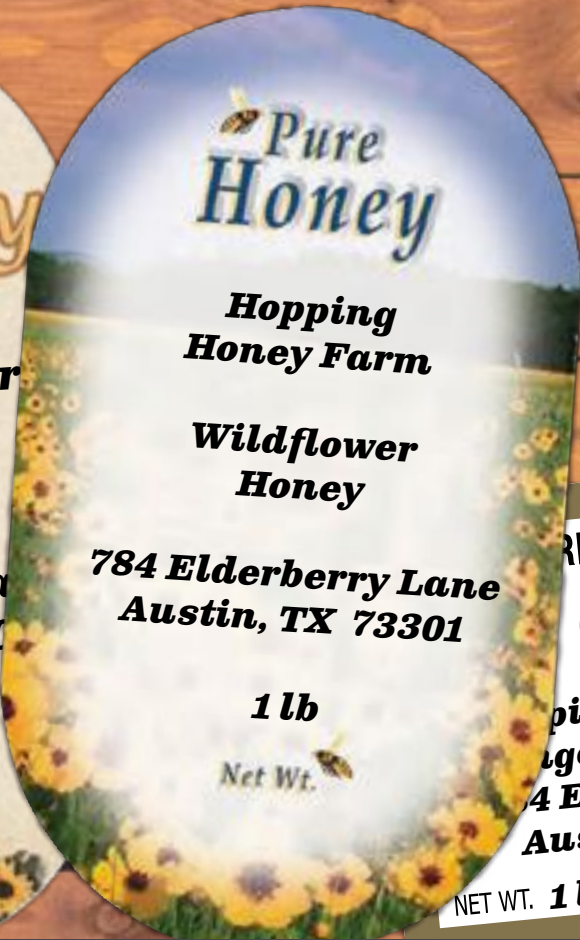 Pure
Honey
Hopping
Honey Farm
Wildflower
Honey
784 Elderberry Lane
Austin, TX 73301
1 lb
Net Wt.
NET WT. 1